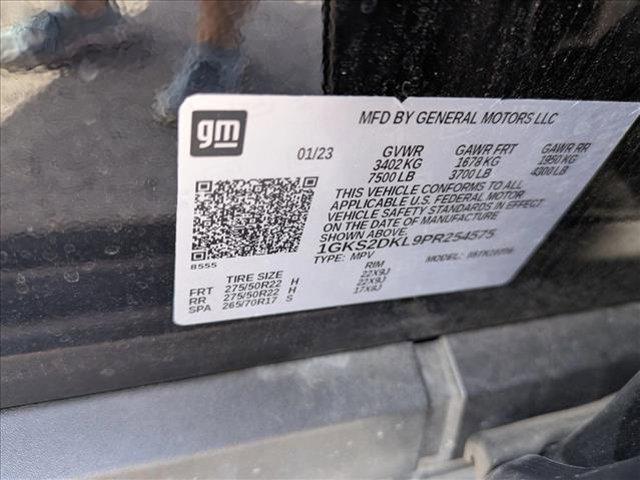 gm
MFD BY GENERAL MOTORS LLC
01/23 GVWR GAWR FRT GAWR RR
3402 KG 1678 KG 1950 KG
7500 LB 3700 LB 4300 LB
THIS VEHICLE CONFORMS TO ALL
APPLICABLE U.S. FEDERAL MOTOR
VEHICLE SAFETY STANDARDS IN EFFECT
ON THE DATE OF MANUFACTURE
SHOWN ABOVE.
1GKS2DKL9PR254575
8555
TYPE: MPV MODEL:
TIRE SIZE RIM
FRT 275/50R22 H 22X9J
RR 275/50R22 H 22X9J
SPA 265/70R17 S 17X8J